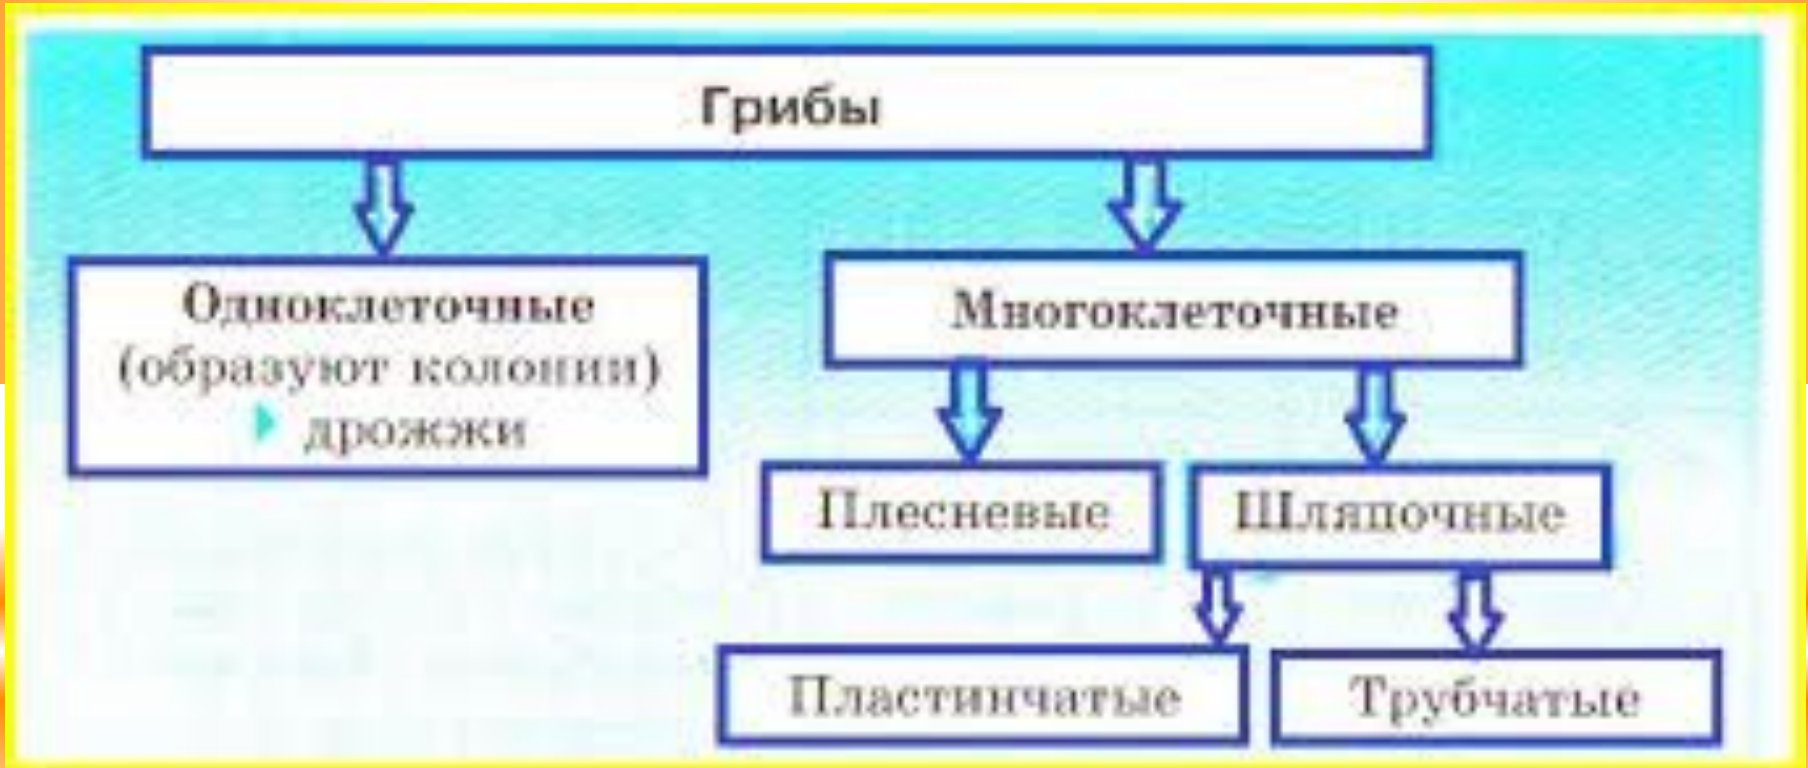 Грибы
Одноклеточные
(образуют колонии)
дрожжи
Многоклеточные
Плесневые
Шляпочные
Пластинчатые
Трубчатые